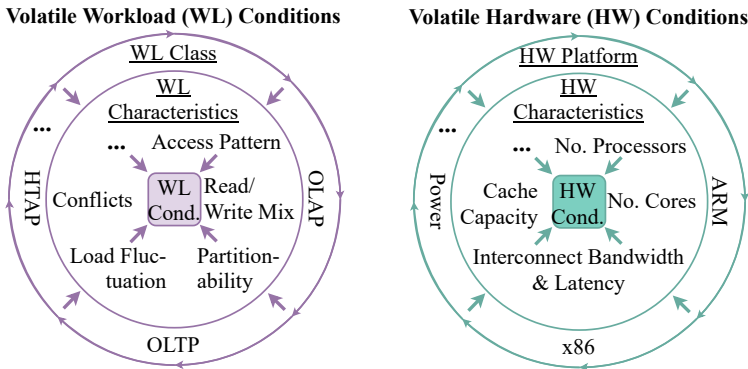 Volatile Workload (WL) Conditions
WL Class
WL
Characteristics
...
...
Access Pattern
Conflicts
WL
Cond.
Read/
Write Mix
Load Fluc-
tuation
Partition-
ability
HTAP
OLAP
OLTP
Volatile Hardware (HW) Conditions
HW Platform
HW
Characteristics
...
...
No. Processors
Cache
Capacity
HW
Cond.
No. Cores
Interconnect Bandwidth
& Latency
Power
ARM
x86